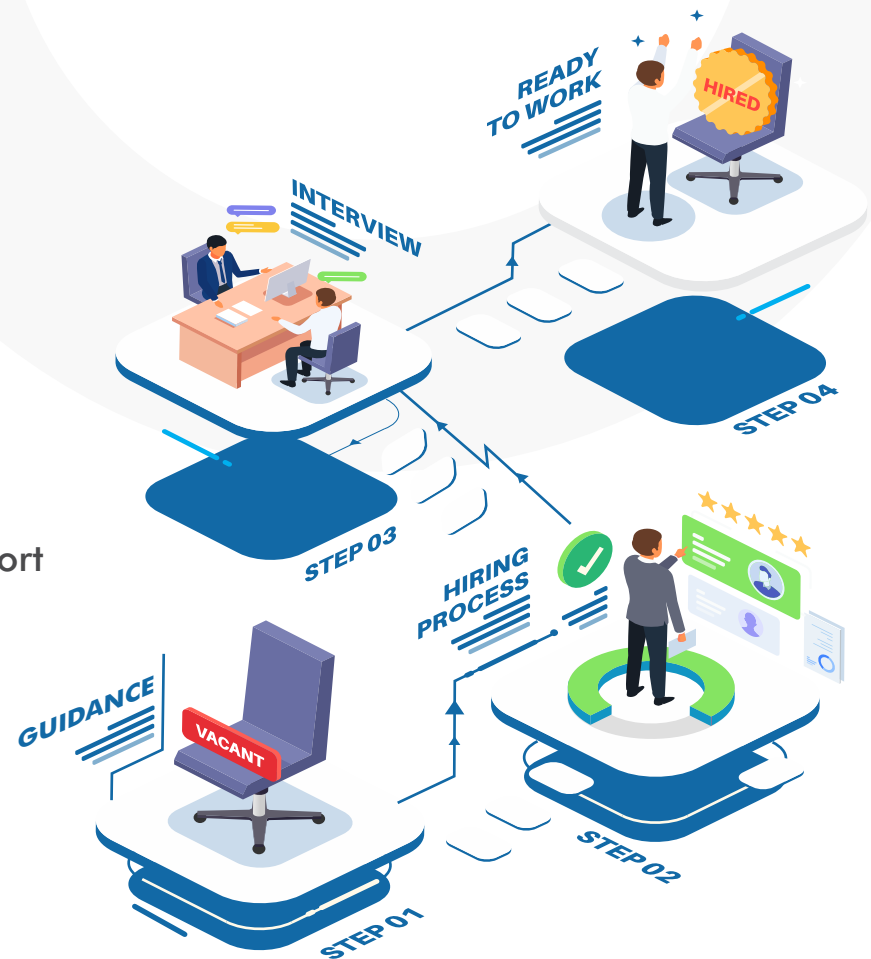 READY
TO WORK
HIRED
INTERVIEW
STEP 04
STEP 03
ort
HIRING
PROCESS
GUIDANCE
VACANT
STEP 02
STEP 01